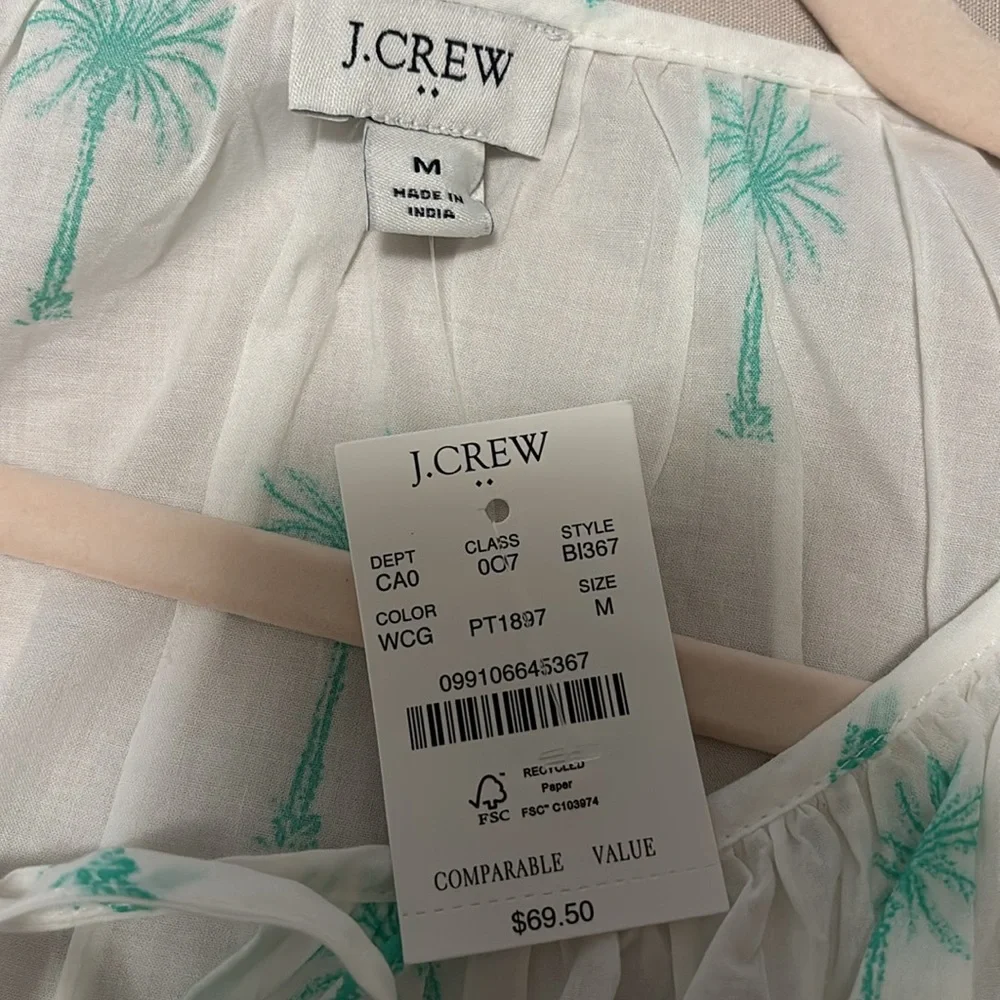 J.CREW
M
MADE IN
INDIA
J.CREW
DEPT CLASS STYLE
CA0 0C7 BI367
COLOR SIZE
WCG PT1897 M
099106645367
RECYCLED
Paper
FSC FSC™ C103974
COMPARABLE VALUE
$69.50